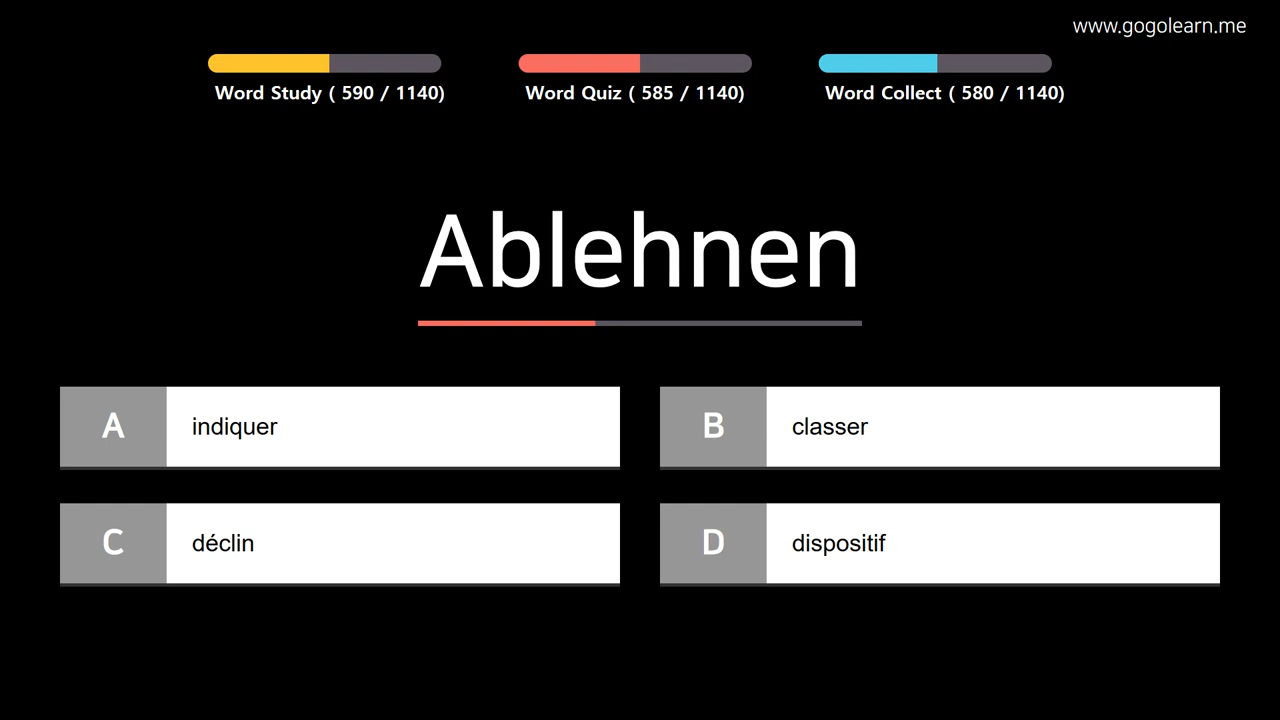 www.gogolearn.me
Word Study ( 590 / 1140)
Word Quiz ( 585 / 1140)
Word Collect ( 580 / 1140)
Ablehnen
A indiquer
B classer
C déclin
D dispositif